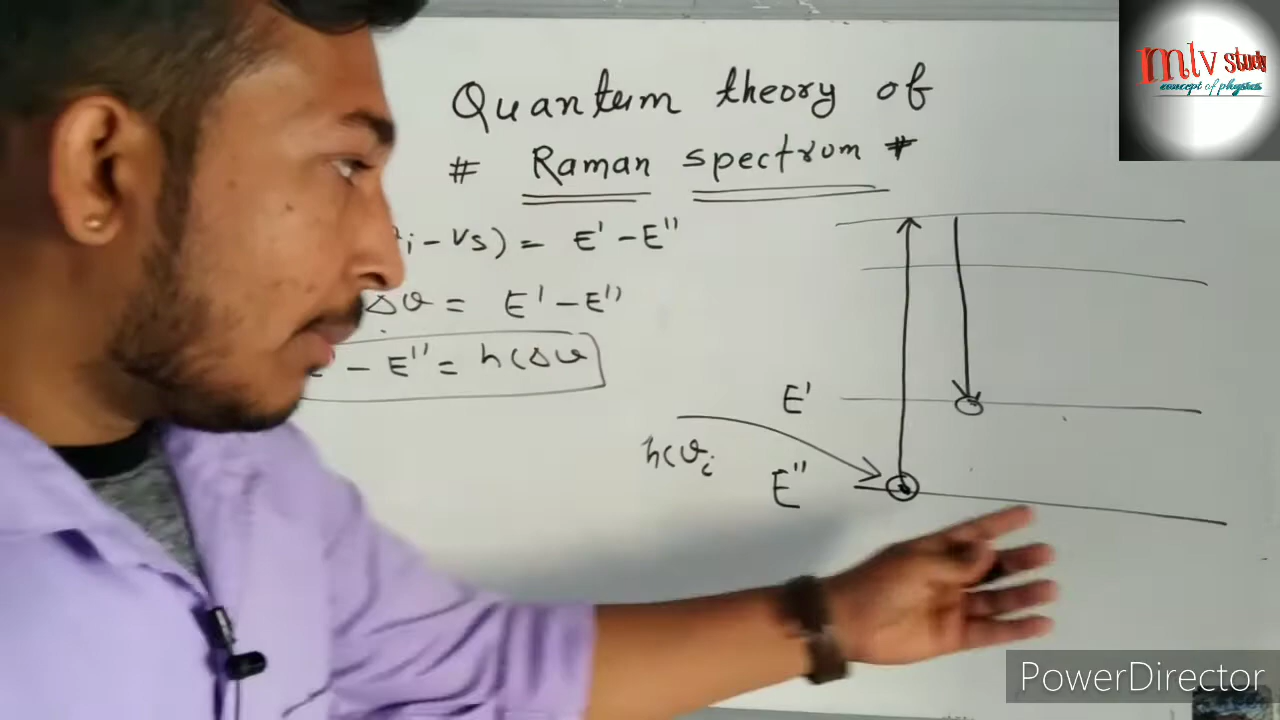 Quantum theory of
# Raman spectrum #
i - νs) = E' - E"
Δν = E' - E"
- E" = hcΔν
E'
hcνi
E"
mlv study
concept of physics
PowerDirector